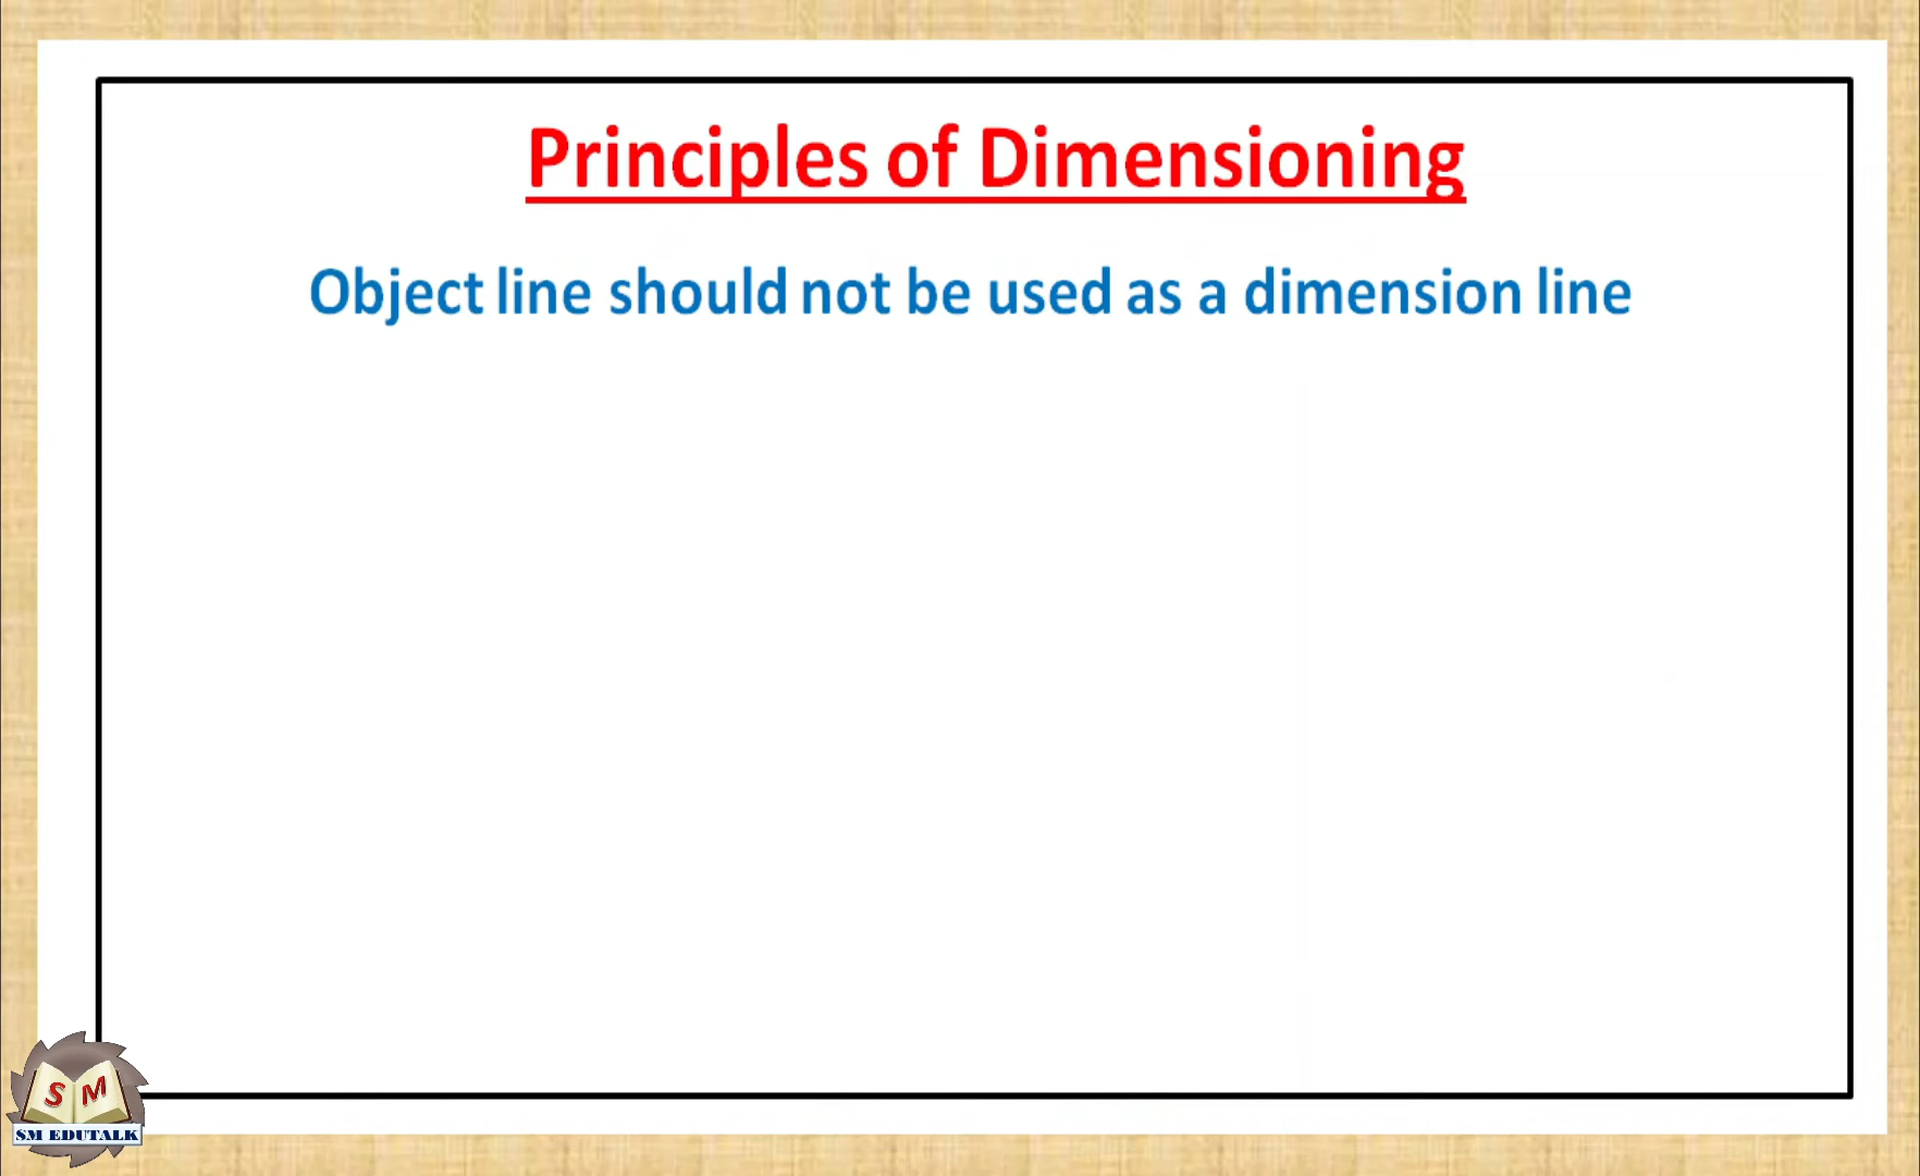 Principles of Dimensioning
Object line should not be used as a dimension line
S M
SM EDUTALK